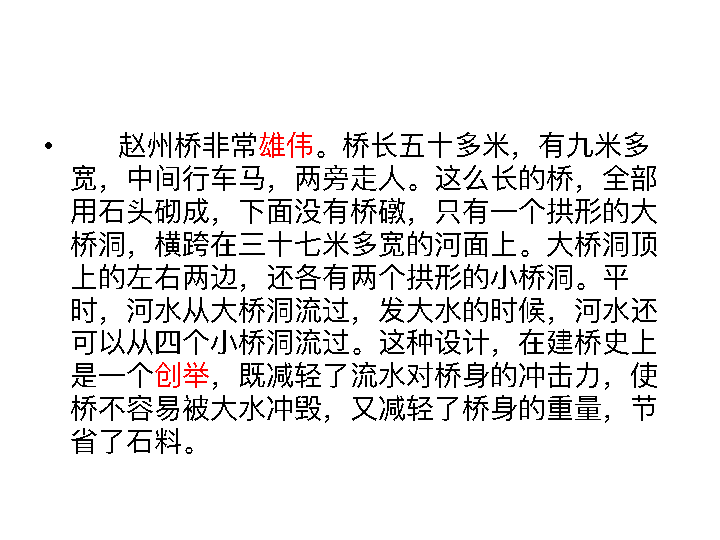 • 赵州桥非常雄伟。桥长五十多米，有九米多
宽，中间行车马，两旁走人。这么长的桥，全部
用石头砌成，下面没有桥礅，只有一个拱形的大
桥洞，横跨在三十七米多宽的河面上。大桥洞顶
上的左右两边，还各有两个拱形的小桥洞。平
时，河水从大桥洞流过，发大水的时候，河水还
可以从四个小桥洞流过。这种设计，在建桥史上
是一个创举，既减轻了流水对桥身的冲击力，使
桥不容易被大水冲毁，又减轻了桥身的重量，节
省了石料。